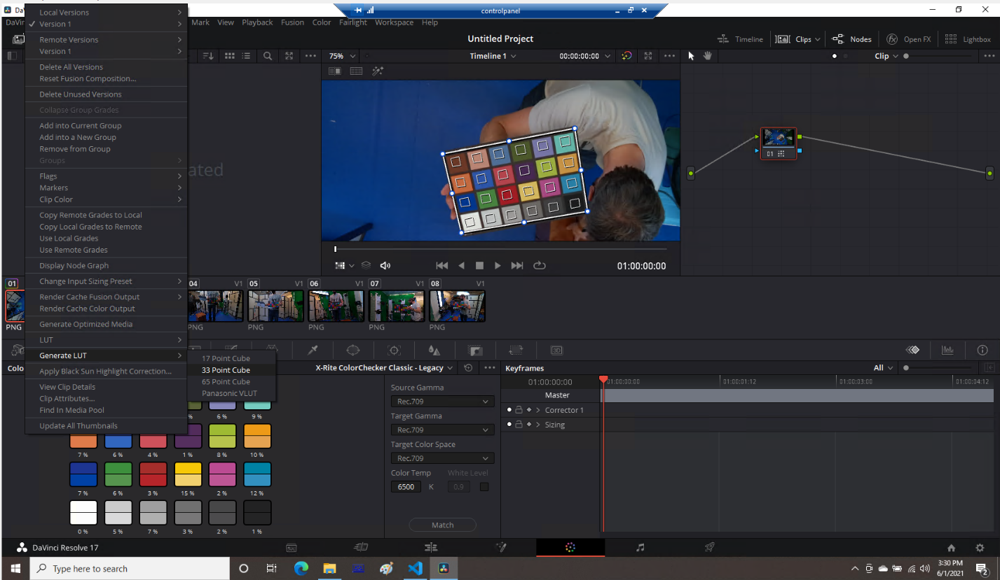 Da
controlpanel
DaVin
Mark View Playback Fusion Color Fairlight Workspace Help
Local Versions
Version 1
Remote Versions
Version 1
Delete All Versions
Reset Fusion Composition...
Delete Unused Versions
Collapse Group Grades
Add into Current Group
Add into a New Group
Remove from Group
Groups
Flags
Markers
Clip Color
Copy Remote Grades to Local
Copy Local Grades to Remote
Use Local Grades
Use Remote Grades
Display Node Graph
Change Input Sizing Preset
Render Cache Fusion Output
Render Cache Color Output
Generate Optimized Media
LUT
Generate LUT
Apply Black Sun Highlight Correction...
View Clip Details
Clip Attributes...
Find In Media Pool
Update All Thumbnails
17 Point Cube
33 Point Cube
65 Point Cube
Panasonic VLUT
Untitled Project
Timeline Clips Nodes Open FX Lightbox
75% Timeline 1 00:00:00:00 Clip
ated
01
01:00:00:00
01 04 V1 05 V1 06 V1 07 V1 08 V1
PNG PNG PNG PNG PNG PNG
3D
Colo
X-Rite ColorChecker Classic - Legacy
Keyframes
All
Source Gamma
Rec.709
Target Gamma
Rec.709
Target Color Space
Rec.709
Color Temp White Level
6500 K 0.9
Match
% 6 % 9 %
7 % 6 % 4 % 1 % 8 % 10 %
7 % 6 % 3 % 15 % 2 % 12 %
0 % 5 % 7 % 3 % 2 % 1 %
01:00:00:00 01:00:00:00 01:00:01:12 01:00:03:00 01:00:04:12
Master
Corrector 1
Sizing
DaVinci Resolve 17
Type here to search
3:30 PM
6/1/2021
2